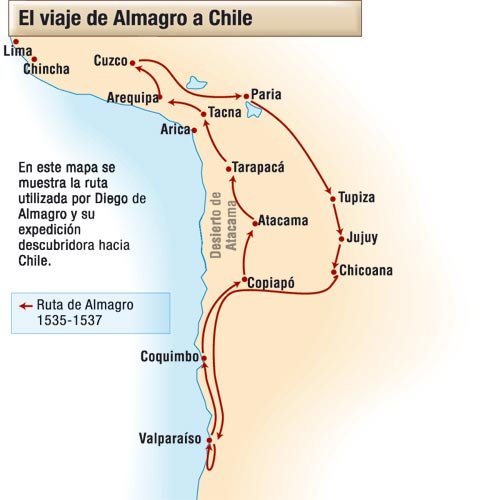 El viaje de Almagro a Chile
Lima
Chincha
Cuzco
Paria
Arequipa
Tacna
Arica
En este mapa se
muestra la ruta
utilizada por Diego de
Almagro y su
expedición
descubridora hacia
Chile.
Tarapacá
Tupiza
Desierto de
Atacama
Atacama
Jujuy
Chicoana
Copiapó
Ruta de Almagro
1535-1537
Coquimbo
Valparaíso